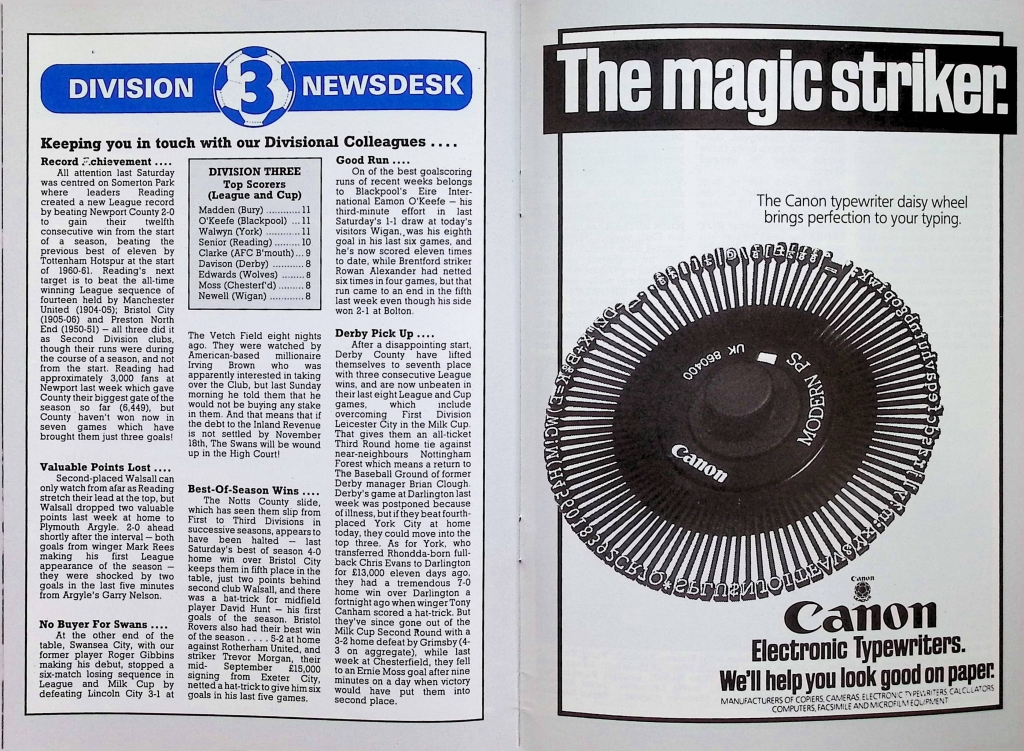 DIVISION 3 NEWSDESK
Keeping you in touch with our Divisional Colleagues ....
Record Achievement ....
All attention last Saturday
was centred on Somerton Park
where leaders Reading
created a new League record
by beating Newport County 2-0
to gain their twelfth
consecutive win from the start
of a season, beating the
previous best of eleven by
Tottenham Hotspur at the start
of 1960-61. Reading's next
target is to beat the all-time
winning League sequence of
fourteen held by Manchester
United (1904-05); Bristol City
(1905-06) and Preston North
End (1950-51) – all three did it
as Second Division clubs,
though their runs were during
the course of a season, and not
from the start. Reading had
approximately 3,000 fans at
Newport last week which gave
County their biggest gate of the
season so far (6,449), but
County haven't won now in
seven games which have
brought them just three goals!
Valuable Points Lost ....
Second-placed Walsall can
only watch from afar as Reading
stretch their lead at the top, but
Walsall dropped two valuable
points last week at home to
Plymouth Argyle. 2-0 ahead
shortly after the interval – both
goals from winger Mark Rees
making his first League
appearance of the season –
they were shocked by two
goals in the last five minutes
from Argyle's Garry Nelson.
No Buyer For Swans ....
At the other end of the
table, Swansea City, with our
former player Roger Gibbins
making his debut, stopped a
six-match losing sequence in
League and Milk Cup by
defeating Lincoln City 3-1 at
DIVISION THREE
Top Scorers
(League and Cup)
Madden (Bury) ............ 11
O'Keefe (Blackpool) ... 11
Walwyn (York) ............ 11
Senior (Reading) ......... 10
Clarke (AFC B'mouth) ... 9
Davison (Derby) .......... 8
Edwards (Wolves) ........ 8
Moss (Chesterf'd) ........ 8
Newell (Wigan) ............ 8
The Vetch Field eight nights
ago. They were watched by
American-based millionaire
Irving Brown who was
apparently interested in taking
over the Club, but last Sunday
morning he told them that he
would not be buying any stake
in them. And that means that if
the debt to the Inland Revenue
is not settled by November
18th, The Swans will be wound
up in the High Court!
Best-Of-Season Wins ....
The Notts County slide,
which has seen them slip from
First to Third Divisions in
successive seasons, appears to
have been halted – last
Saturday's best of season 4-0
home win over Bristol City
keeps them in fifth place in the
table, just two points behind
second club Walsall, and there
was a hat-trick for midfield
player David Hunt – his first
goals of the season. Bristol
Rovers also had their best win
of the season .... 5-2 at home
against Rotherham United, and
striker Trevor Morgan, their
mid- September £15,000
signing from Exeter City,
netted a hat-trick to give him six
goals in his last five games.
Good Run ....
On of the best goalscoring
runs of recent weeks belongs
to Blackpool's Eire Inter-
national Eamon O'Keefe – his
third-minute effort in last
Saturday's 1-1 draw at today's
visitors Wigan, was his eighth
goal in his last six games, and
he's now scored eleven times
to date, while Brentford striker
Rowan Alexander had netted
six times in four games, but that
run came to an end in the fifth
last week even though his side
won 2-1 at Bolton.
Derby Pick Up ....
After a disappointing start,
Derby County have lifted
themselves to seventh place
with three consecutive League
wins, and are now unbeaten in
their last eight League and Cup
games, which include
overcoming First Division
Leicester City in the Milk Cup.
That gives them an all-ticket
Third Round home tie against
near-neighbours Nottingham
Forest which means a return to
The Baseball Ground of former
Derby manager Brian Clough.
Derby's game at Darlington last
week was postponed because
of illness, but if they beat fourth-
placed York City at home
today, they could move into the
top three. As for York, who
transferred Rhondda-born full-
back Chris Evans to Darlington
for £13,000 eleven days ago,
they had a tremendous 7-0
home win over Darlington a
fortnight ago when winger Tony
Canham scored a hat-trick. But
they've since gone out of the
Milk Cup Second Round with a
3-2 home defeat by Grimsby (4-
3 on aggregate), while last
week at Chesterfield, they fell
to an Ernie Moss goal after nine
minutes on a day when victory
would have put them into
second place.
The magic striker.
The Canon typewriter daisy wheel
brings perfection to your typing.
UK 860400
MODERN PS
Canon
Canon
Canon
Electronic Typewriters.
We'll help you look good on paper.
MANUFACTURERS OF COPIERS, CAMERAS, ELECTRONIC TYPEWRITERS, CALCULATORS
COMPUTERS, FACSIMILE AND MICROFILM EQUIPMENT